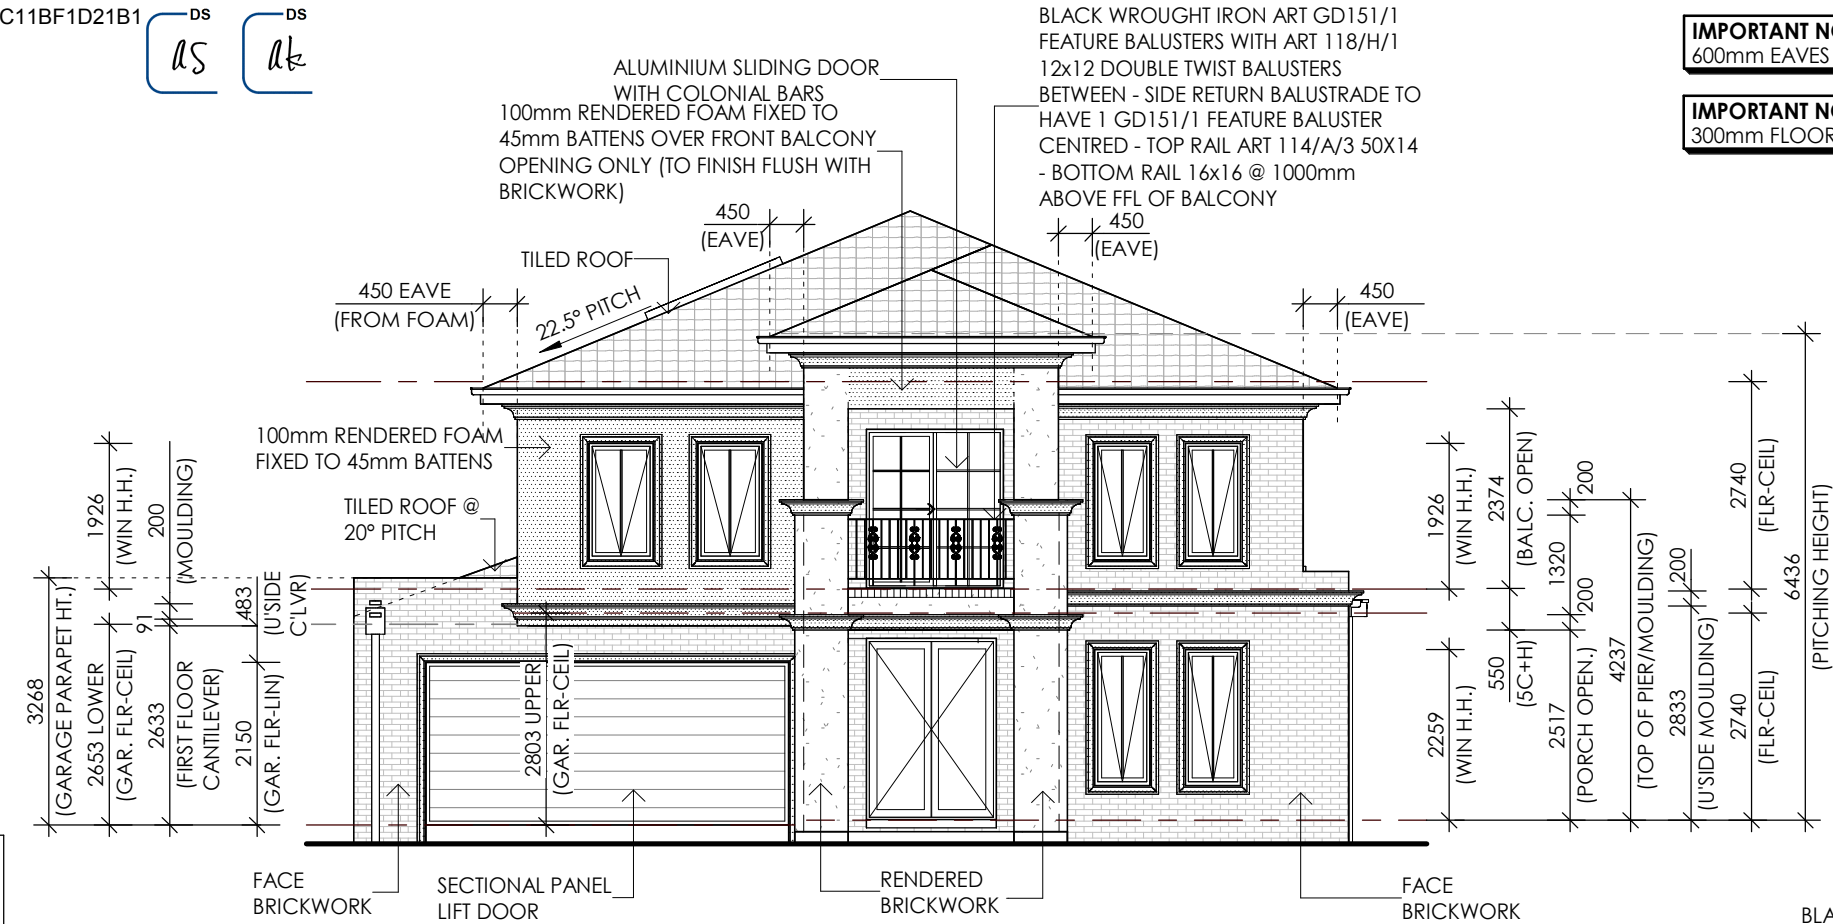 C11BF1D21B1
DS
as
DS
ak
ALUMINIUM SLIDING DOOR
WITH COLONIAL BARS
100mm RENDERED FOAM FIXED TO
45mm BATTENS OVER FRONT BALCONY
OPENING ONLY (TO FINISH FLUSH WITH
BRICKWORK)
BLACK WROUGHT IRON ART GD151/1
FEATURE BALUSTERS WITH ART 118/H/1
12x12 DOUBLE TWIST BALUSTERS
BETWEEN - SIDE RETURN BALUSTRADE TO
HAVE 1 GD151/1 FEATURE BALUSTER
CENTRED - TOP RAIL ART 114/A/3 50X14
- BOTTOM RAIL 16x16 @ 1000mm
ABOVE FFL OF BALCONY
IMPORTANT NO
600mm EAVES
IMPORTANT NO
300mm FLOOR
450
(EAVE)
450
(EAVE)
TILED ROOF
22.5° PITCH
450 EAVE
(FROM FOAM)
450
(EAVE)
100mm RENDERED FOAM
FIXED TO 45mm BATTENS
TILED ROOF @
20° PITCH
3268
(GARAGE PARAPET HT.)
1926
(WIN H.H.)
2653 LOWER
(GAR. FLR-CEIL)
200
(MOULDING)
91
2633
(FIRST FLOOR
CANTILEVER)
483
(U'SIDE
C'LVR)
2150
(GAR. FLR-LIN)
2803 UPPER
(GAR. FLR-CEIL)
1926
(WIN H.H.)
2259
(WIN H.H.)
2374
(BALC. OPEN)
550
(5C+H)
200
1320
200
2517
(PORCH OPEN.)
4237
(TOP OF PIER/MOULDING)
200
2833
(U'SIDE MOULDING)
2740
(FLR-CEIL)
2740
(FLR-CEIL)
6436
(PITCHING HEIGHT)
FACE
BRICKWORK
SECTIONAL PANEL
LIFT DOOR
RENDERED
BRICKWORK
FACE
BRICKWORK
BLA